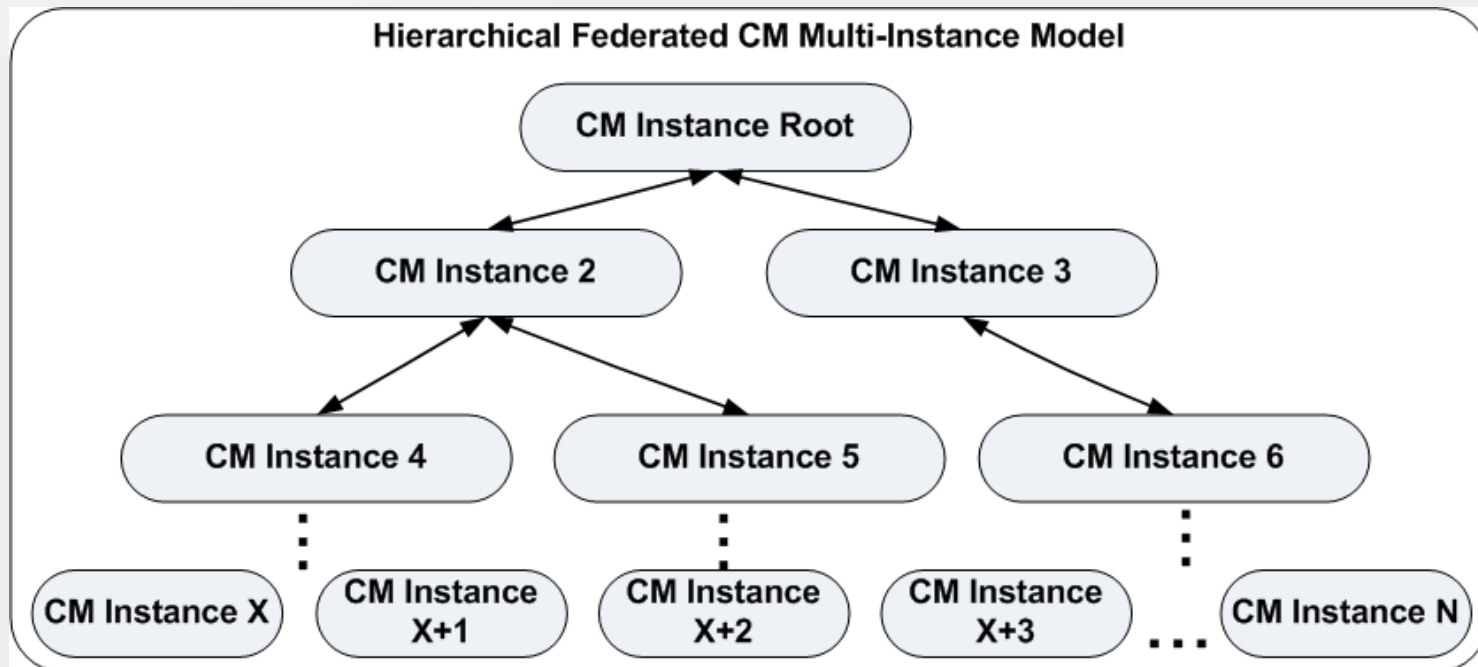 Hierarchical Federated CM Multi-Instance Model
CM Instance Root
CM Instance 2
CM Instance 3
CM Instance 4
CM Instance 5
CM Instance 6
CM Instance X
CM Instance
X+1
CM Instance
X+2
CM Instance
X+3
...
CM Instance N